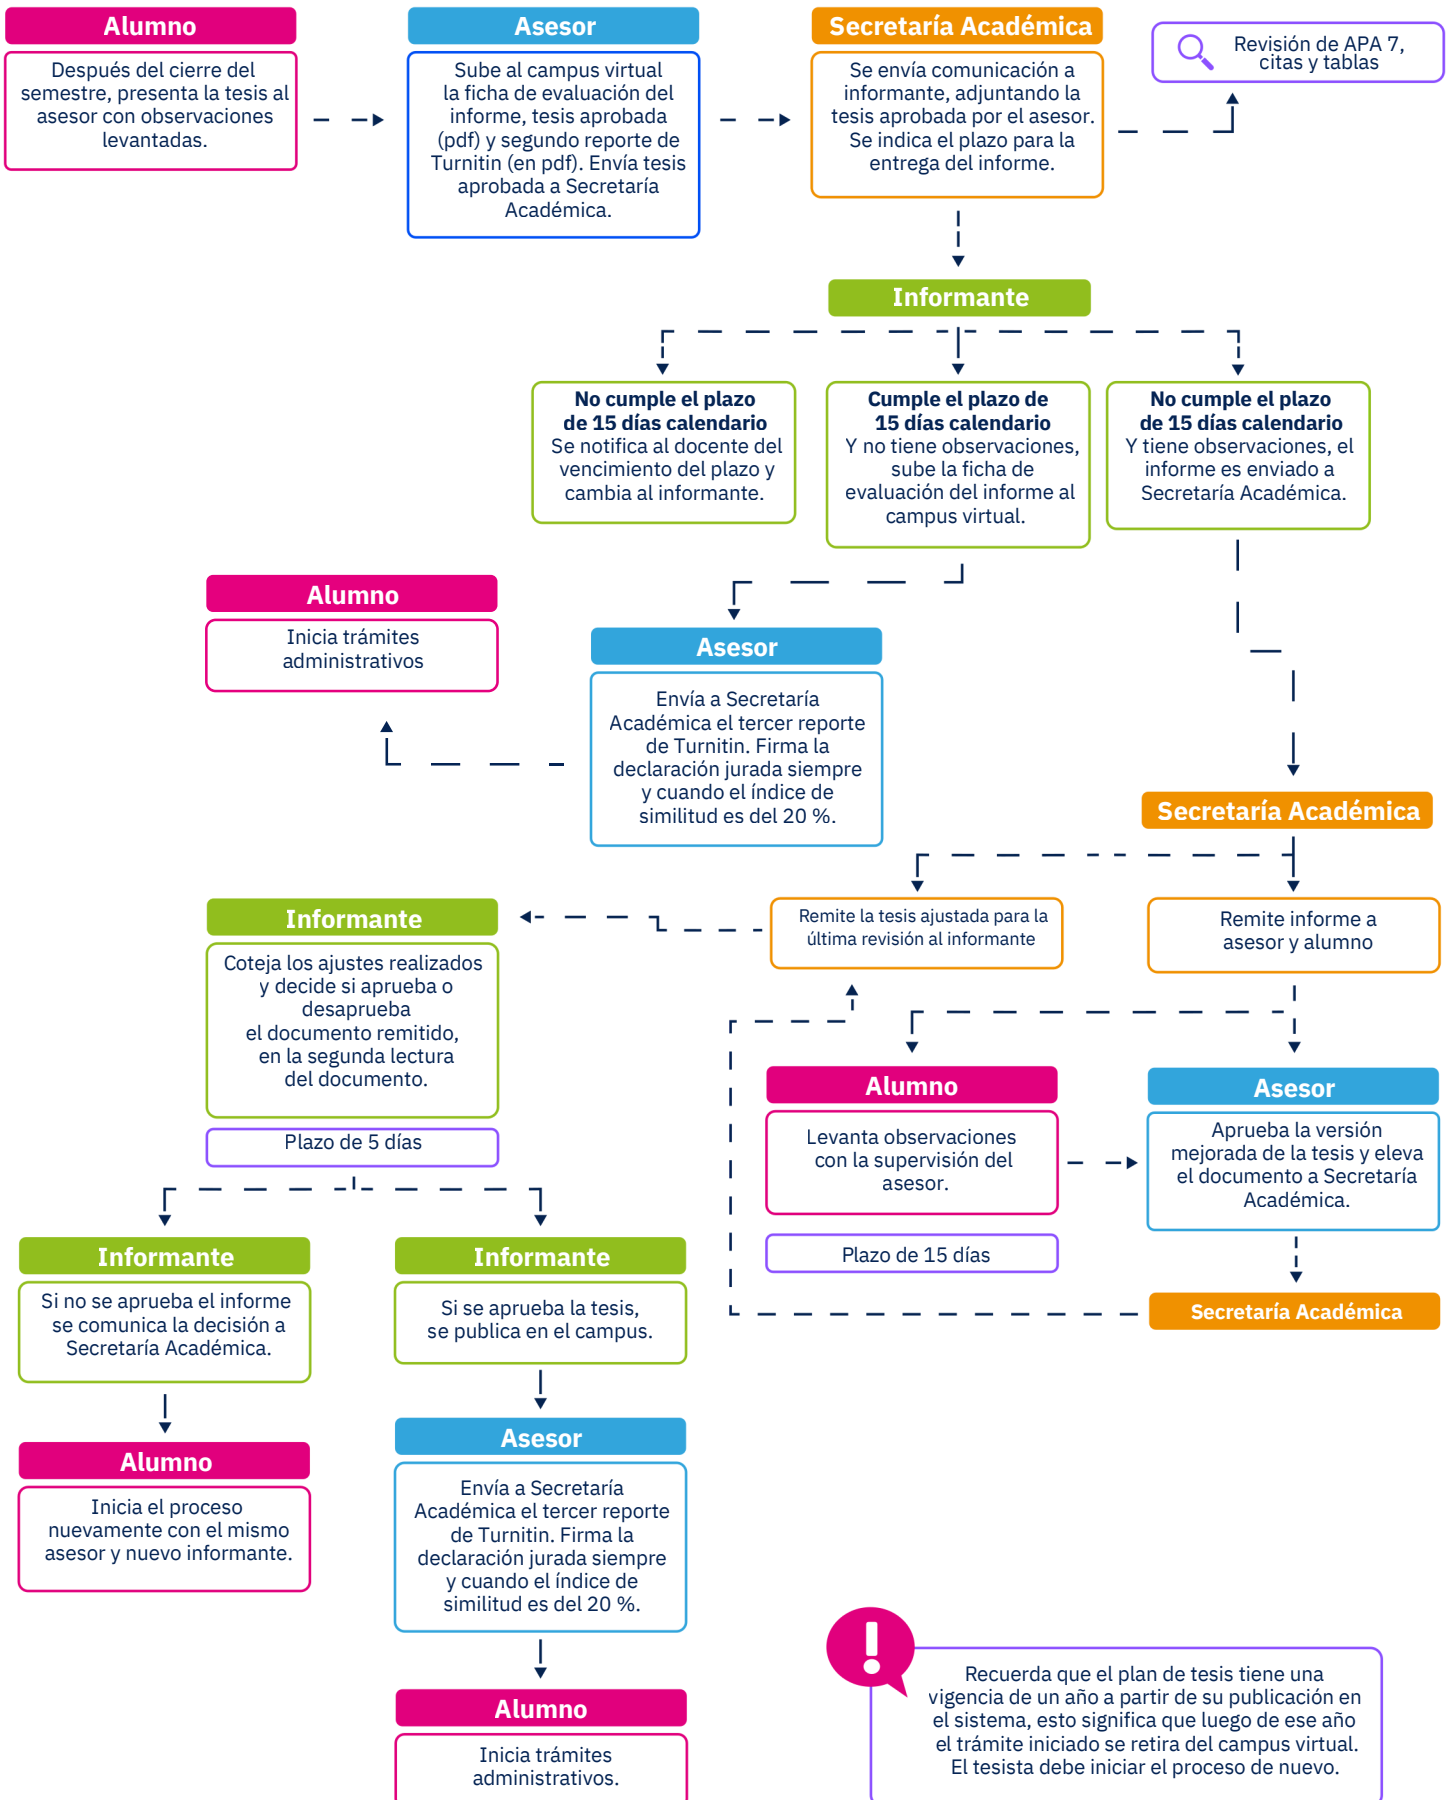 Alumno
Después del cierre del
semestre, presenta la tesis al
asesor con observaciones
levantadas.
Asesor
Sube al campus virtual
la ficha de evaluación del
informe, tesis aprobada
(pdf) y segundo reporte de
Turnitin (en pdf). Envía tesis
aprobada a Secretaría
Académica.
Secretaría Académica
Se envía comunicación a
informante, adjuntando la
tesis aprobada por el asesor.
Se indica el plazo para la
entrega del informe.
Revisión de APA 7,
citas y tablas
Informante
No cumple el plazo
de 15 días calendario
Se notifica al docente del
vencimiento del plazo y
cambia al informante.
Cumple el plazo de
15 días calendario
Y no tiene observaciones,
sube la ficha de
evaluación del informe al
campus virtual.
No cumple el plazo
de 15 días calendario
Y tiene observaciones, el
informe es enviado a
Secretaría Académica.
Alumno
Inicia trámites
administrativos
Asesor
Envía a Secretaría
Académica el tercer reporte
de Turnitin. Firma la
declaración jurada siempre
y cuando el índice de
similitud es del 20 %.
Secretaría Académica
Remite la tesis ajustada para la
última revisión al informante
Remite informe a
asesor y alumno
Informante
Coteja los ajustes realizados
y decide si aprueba o
desaprueba
el documento remitido,
en la segunda lectura
del documento.
Plazo de 5 días
Alumno
Levanta observaciones
con la supervisión del
asesor.
Plazo de 15 días
Asesor
Aprueba la versión
mejorada de la tesis y eleva
el documento a Secretaría
Académica.
Secretaría Académica
Informante
Si no se aprueba el informe
se comunica la decisión a
Secretaría Académica.
Informante
Si se aprueba la tesis,
se publica en el campus.
Alumno
Inicia el proceso
nuevamente con el mismo
asesor y nuevo informante.
Asesor
Envía a Secretaría
Académica el tercer reporte
de Turnitin. Firma la
declaración jurada siempre
y cuando el índice de
similitud es del 20 %.
Alumno
Inicia trámites
administrativos.
Recuerda que el plan de tesis tiene una
vigencia de un año a partir de su publicación en
el sistema, esto significa que luego de ese año
el trámite iniciado se retira del campus virtual.
El tesista debe iniciar el proceso de nuevo.